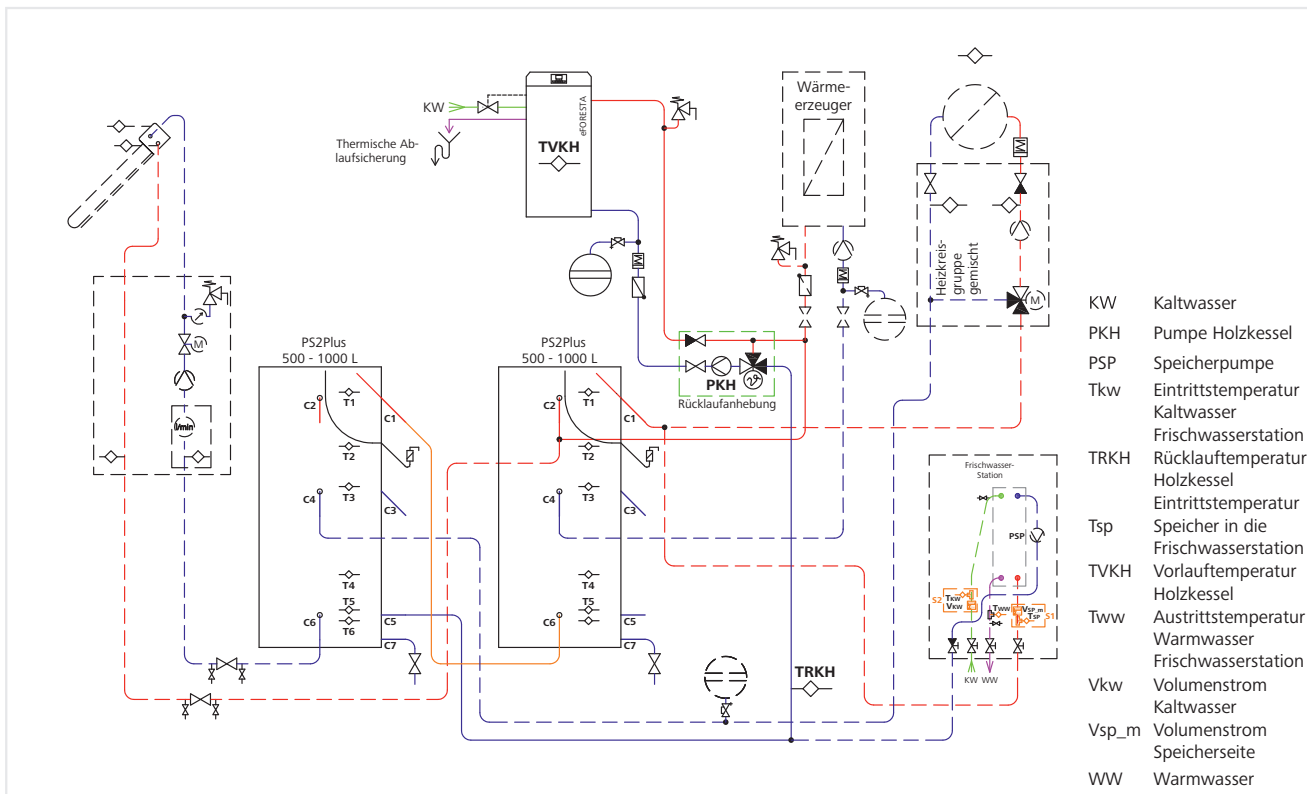 KW
Thermische Ab-
laufsicherung
eFORESTA
TVKH
Wärme-
erzeuger
Heizkreis-
gruppe
gemischt
M
M
l/min
PS2Plus
500 - 1000 L
C2
T1
C1
T2
C4
T3
C3
T4
T5
C6
T6
C5
C7
PS2Plus
500 - 1000 L
C2
T1
C1
T2
C4
T3
C3
T4
T5
C6
C5
C7
PKH
Rücklaufanhebung
TRKH
Frischwasser-
Station
PSP
S2
TKW
VKW
TWW
VSP_m
TSP
S1
KW
WW
KW Kaltwasser
PKH Pumpe Holzkessel
PSP Speicherpumpe
Tkw Eintrittstemperatur
Kaltwasser
Frischwasserstation
TRKH Rücklauftemperatur
Holzkessel
Eintrittstemperatur
Tsp Speicher in die
Frischwasserstation
TVKH Vorlauftemperatur
Holzkessel
Tww Austrittstemperatur
Warmwasser
Frischwasserstation
Vkw Volumenstrom
Kaltwasser
Vsp_m Volumenstrom
Speicherseite
WW Warmwasser